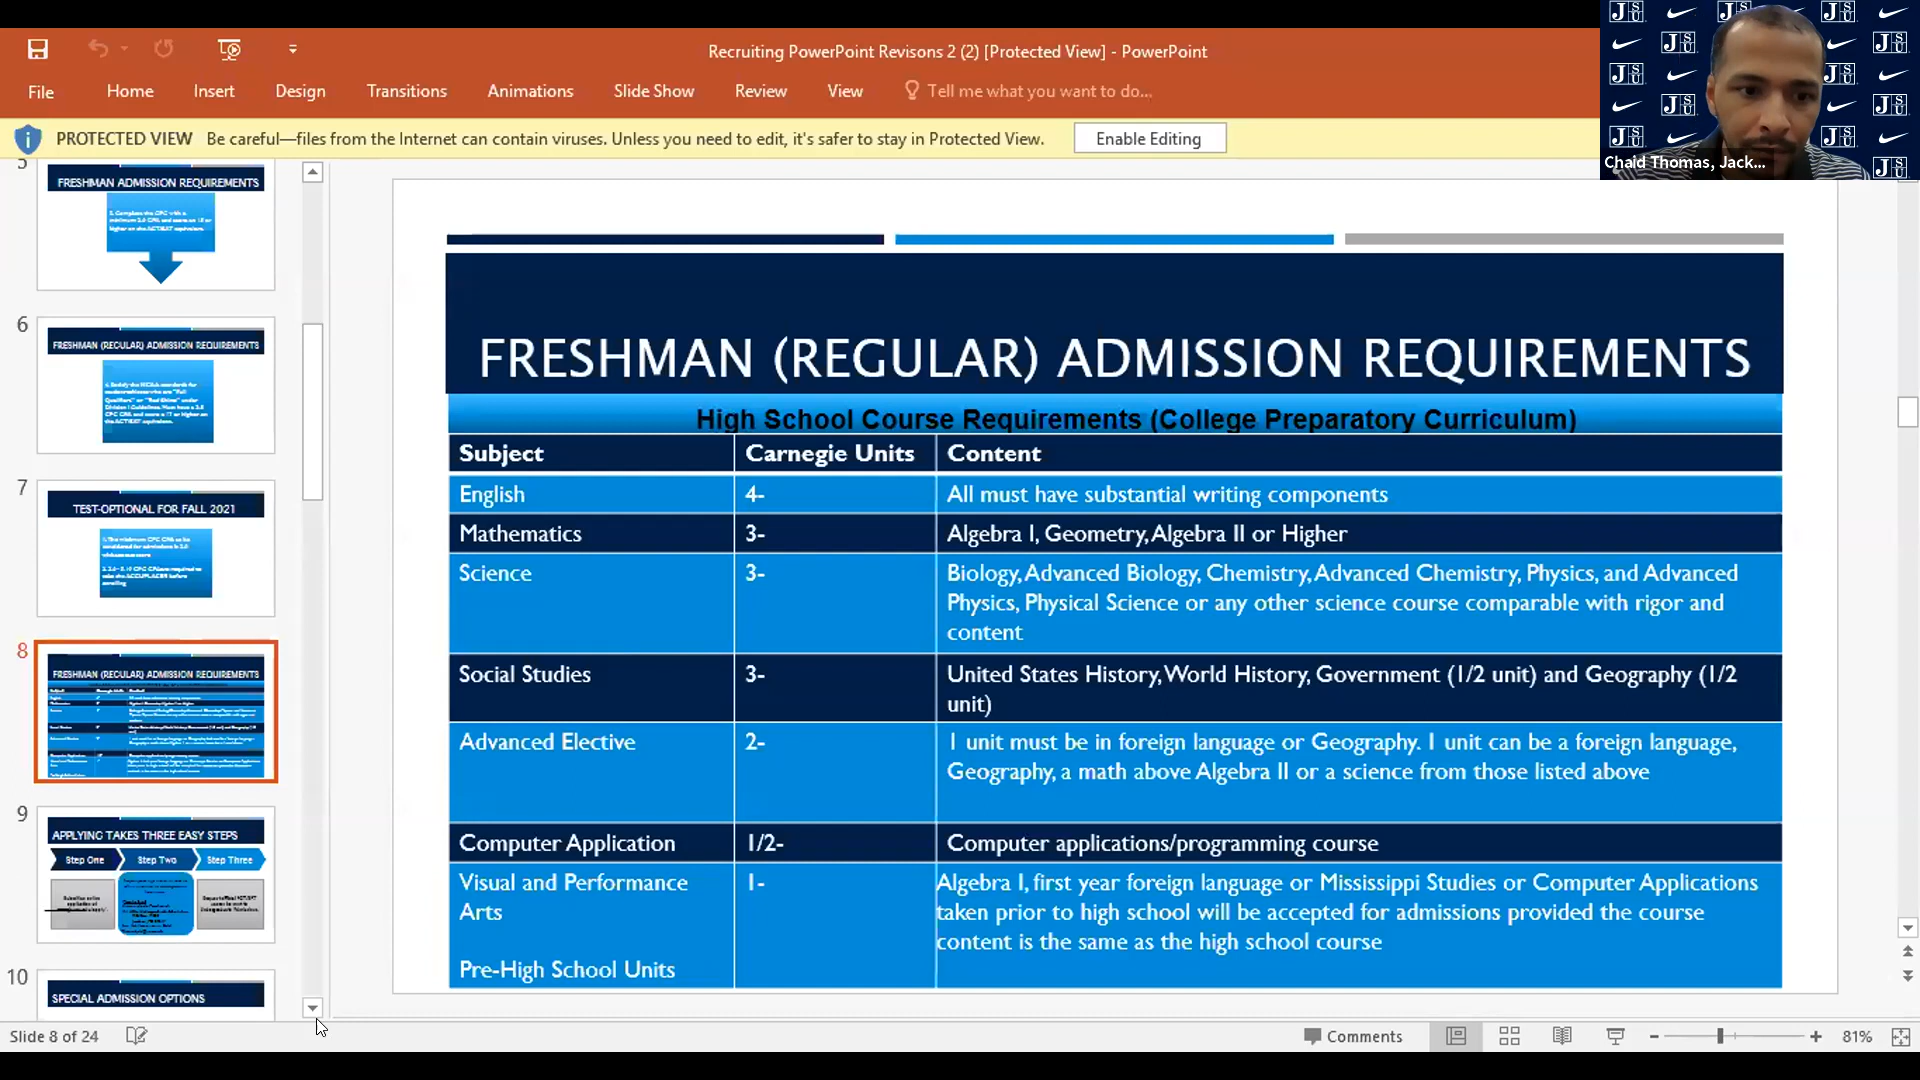 Recruiting PowerPoint Revisons 2 (2) [Protected View] - PowerPoint
File Home Insert Design Transitions Animations Slide Show Review View Tell me what you want to do...
PROTECTED VIEW Be careful—files from the Internet can contain viruses. Unless you need to edit, it's safer to stay in Protected View. Enable Editing
Chaid Thomas, Jack...
5
FRESHMAN ADMISSION REQUIREMENTS
6
FRESHMAN (REGULAR) ADMISSION REQUIREMENTS
7
TEST-OPTIONAL FOR FALL 2021
8
FRESHMAN (REGULAR) ADMISSION REQUIREMENTS
9
APPLYING TAKES THREE EASY STEPS
Step One Step Two Step Three
10
SPECIAL ADMISSION OPTIONS
FRESHMAN (REGULAR) ADMISSION REQUIREMENTS
High School Course Requirements (College Preparatory Curriculum)
Subject Carnegie Units Content
English 4- All must have substantial writing components
Mathematics 3- Algebra I, Geometry, Algebra II or Higher
Science 3- Biology, Advanced Biology, Chemistry, Advanced Chemistry, Physics, and Advanced
Physics, Physical Science or any other science course comparable with rigor and
content
Social Studies 3- United States History, World History, Government (1/2 unit) and Geography (1/2
unit)
Advanced Elective 2- 1 unit must be in foreign language or Geography. 1 unit can be a foreign language,
Geography, a math above Algebra II or a science from those listed above
Computer Application 1/2- Computer applications/programming course
Visual and Performance 1- Algebra I, first year foreign language or Mississippi Studies or Computer Applications
Arts taken prior to high school will be accepted for admissions provided the course
content is the same as the high school course
Pre-High School Units
Slide 8 of 24 Comments 81%